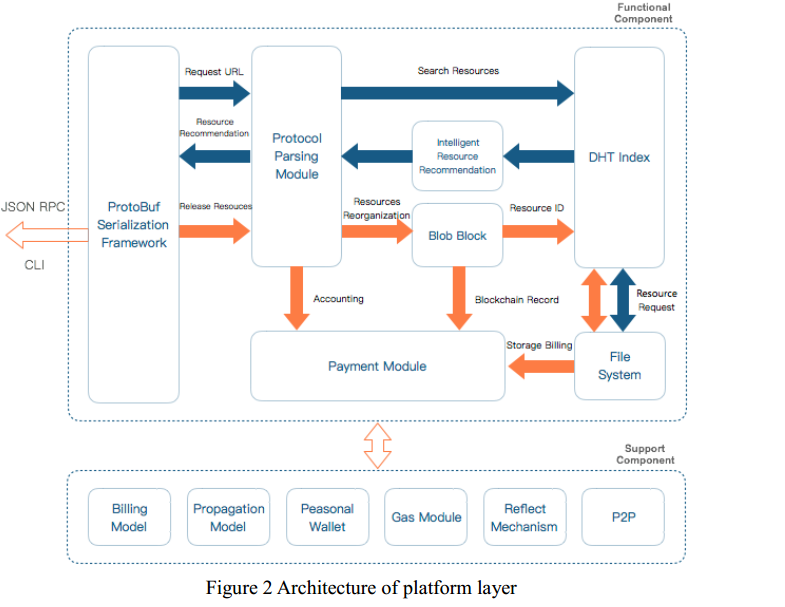 Functional
Component
Request URL
Search Resources
Resource
Recommendation
Protocol
Parsing
Module
Intelligent
Resource
Recommendation
DHT Index
JSON RPC
CLI
ProtoBuf
Serialization
Framework
Release Resouces
Resources
Reorganization
Blob Block
Resource ID
Accounting
Blockchain Record
Resource
Request
Storage Billing
Payment Module
File
System
Support
Component
Billing
Model
Propagation
Model
Peasonal
Wallet
Gas Module
Reflect
Mechanism
P2P
Figure 2 Architecture of platform layer